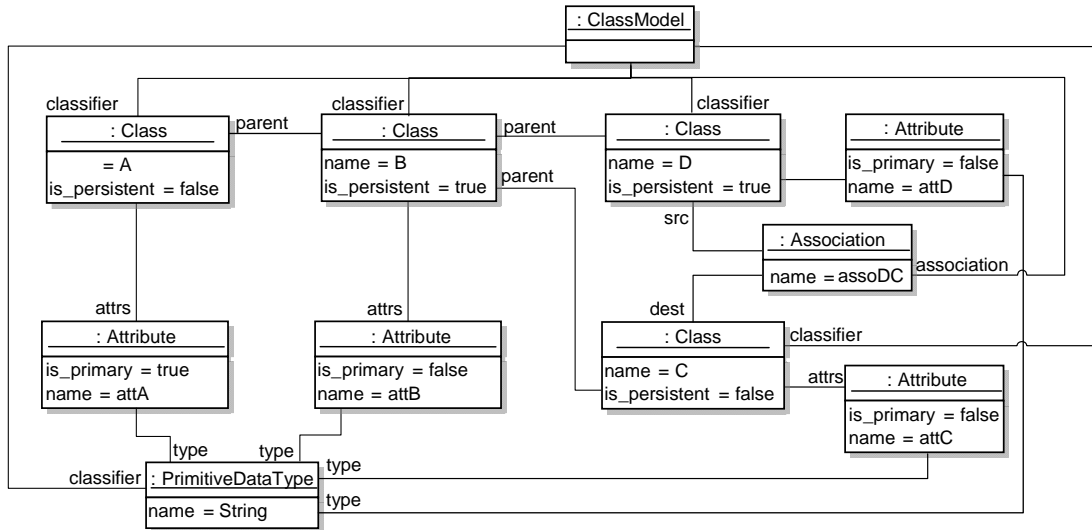 : ClassModel
classifier
classifier
classifier
: Class
= A
is_persistent = false
parent
: Class
name = B
is_persistent = true
parent
parent
: Class
name = D
is_persistent = true
: Attribute
is_primary = false
name = attD
src
: Association
name = assoDC
association
attrs
attrs
dest
: Attribute
is_primary = true
name = attA
: Attribute
is_primary = false
name = attB
: Class
name = C
is_persistent = false
classifier
attrs
: Attribute
is_primary = false
name = attC
type
type
classifier
: PrimitiveDataType
name = String
type
type